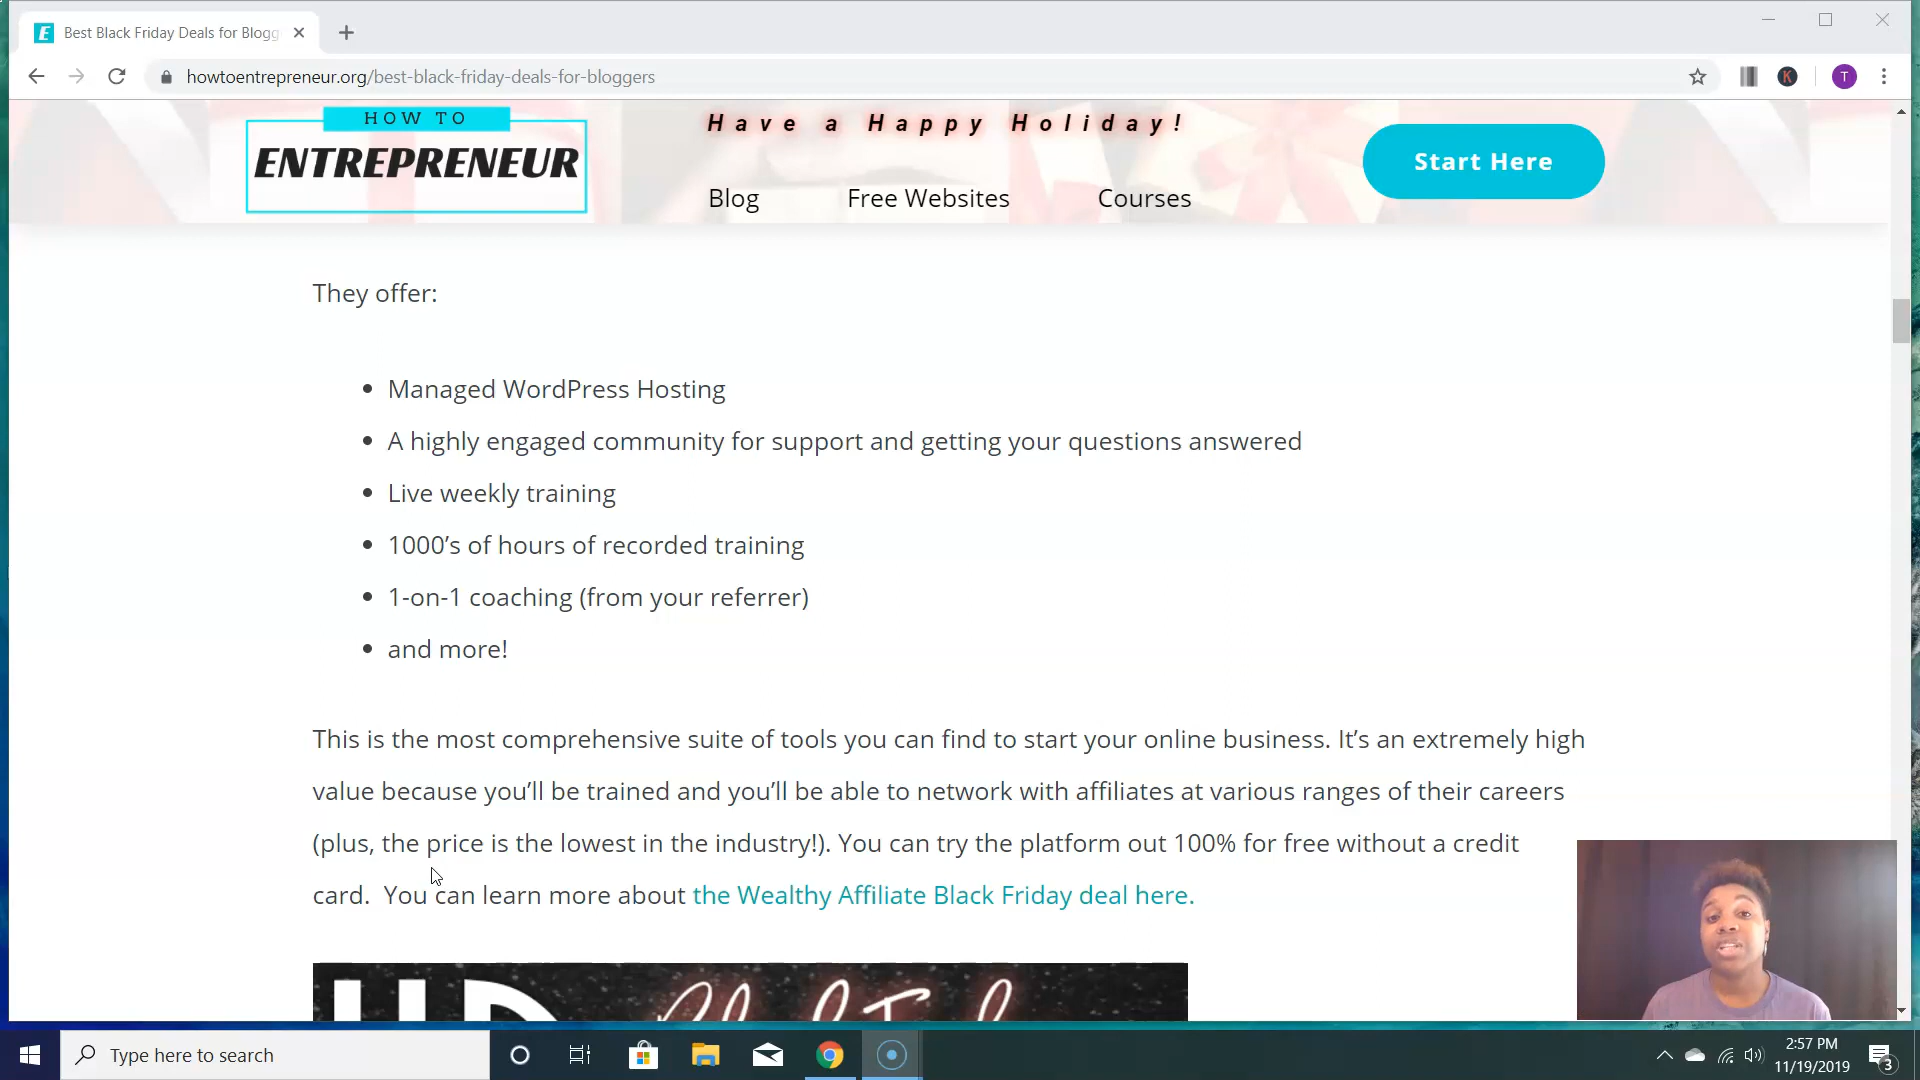 Best Black Friday Deals for Blogg
howtoentrepreneur.org/best-black-friday-deals-for-bloggers
K
T
HOW TO
ENTREPRENEUR
Have a Happy Holiday!
Blog Free Websites Courses
Start Here
They offer:
• Managed WordPress Hosting
• A highly engaged community for support and getting your questions answered
• Live weekly training
• 1000’s of hours of recorded training
• 1-on-1 coaching (from your referrer)
• and more!
This is the most comprehensive suite of tools you can find to start your online business. It’s an extremely high
value because you’ll be trained and you’ll be able to network with affiliates at various ranges of their careers
(plus, the price is the lowest in the industry!). You can try the platform out 100% for free without a credit
card. You can learn more about the Wealthy Affiliate Black Friday deal here.
Type here to search
2:57 PM
11/19/2019
3